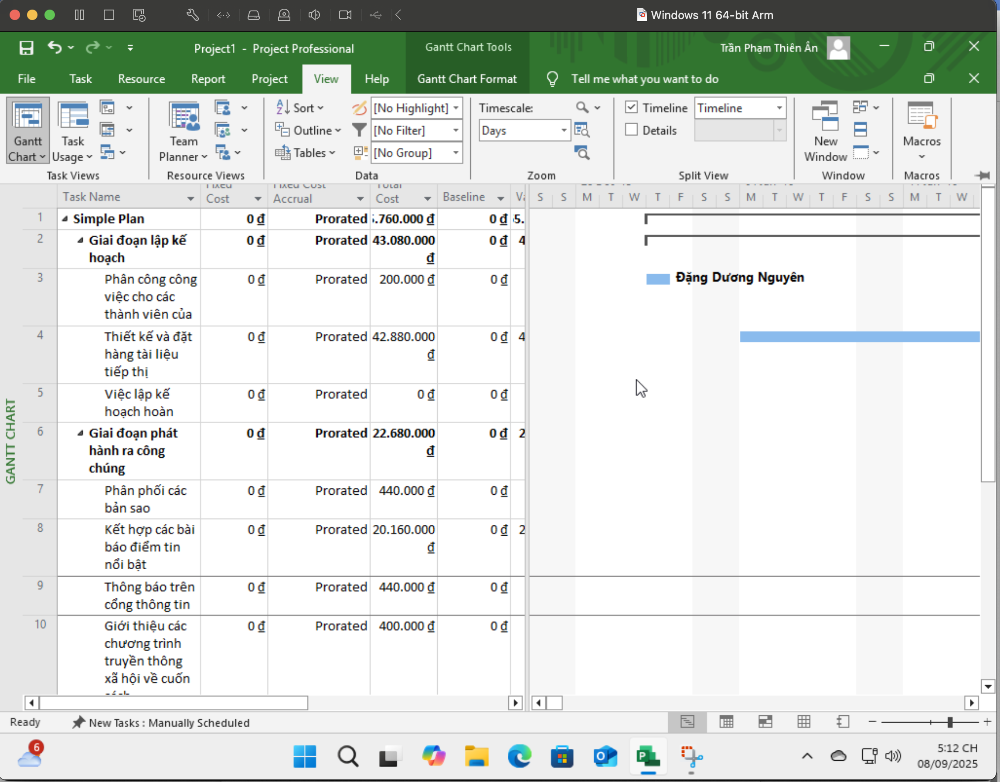 Windows 11 64-bit Arm
Project1 - Project Professional
Gantt Chart Tools
Trần Phạm Thiên Ân
File Task Resource Report Project View Help Gantt Chart Format Tell me what you want to do
Gantt Chart
Task Usage
Task Views
Team Planner
Resource Views
Sort
Outline
Tables
[No Highlight]
[No Filter]
[No Group]
Data
Timescale:
Days
Zoom
Timeline Timeline
Details
Split View
New Window
Window
Macros
Macros
Task Name Fixed Cost Fixed Cost Accrual Total Cost Baseline
S S M T W T F S S M T W T F S S M T W
1 Simple Plan 0 ₫ Prorated .760.000 ₫ 0 ₫ 5.
2 Giai đoạn lập kế hoạch 0 ₫ Prorated 43.080.000 ₫ 0 ₫ 4
3 Phân công công việc cho các thành viên của 0 ₫ Prorated 200.000 ₫ 0 ₫
Đặng Dương Nguyên
4 Thiết kế và đặt hàng tài liệu tiếp thị 0 ₫ Prorated 42.880.000 ₫ 0 ₫ 4
5 Việc lập kế hoạch hoàn 0 ₫ Prorated 0 ₫ 0 ₫
6 Giai đoạn phát hành ra công chúng 0 ₫ Prorated 22.680.000 ₫ 0 ₫ 2
7 Phân phối các bản sao 0 ₫ Prorated 440.000 ₫ 0 ₫
8 Kết hợp các bài báo điểm tin nổi bật 0 ₫ Prorated 20.160.000 ₫ 0 ₫ 2
9 Thông báo trên cổng thông tin 0 ₫ Prorated 440.000 ₫ 0 ₫
10 Giới thiệu các chương trình truyền thông xã hội về cuốn 0 ₫ Prorated 400.000 ₫ 0 ₫
GANTT CHART
Ready New Tasks : Manually Scheduled
6
5:12 CH
08/09/2025